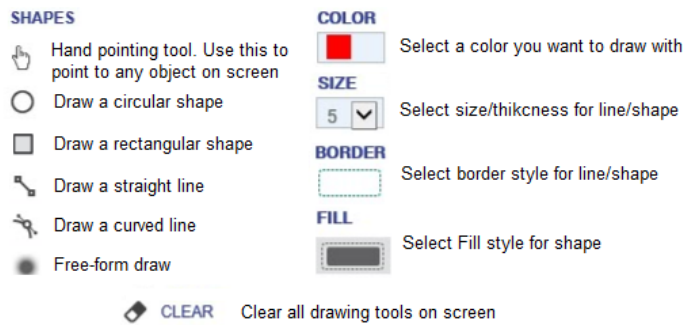 SHAPES
Hand pointing tool. Use this to
point to any object on screen
Draw a circular shape
Draw a rectangular shape
Draw a straight line
Draw a curved line
Free-form draw
COLOR
Select a color you want to draw with
SIZE
5
Select size/thikcness for line/shape
BORDER
Select border style for line/shape
FILL
Select Fill style for shape
CLEAR Clear all drawing tools on screen